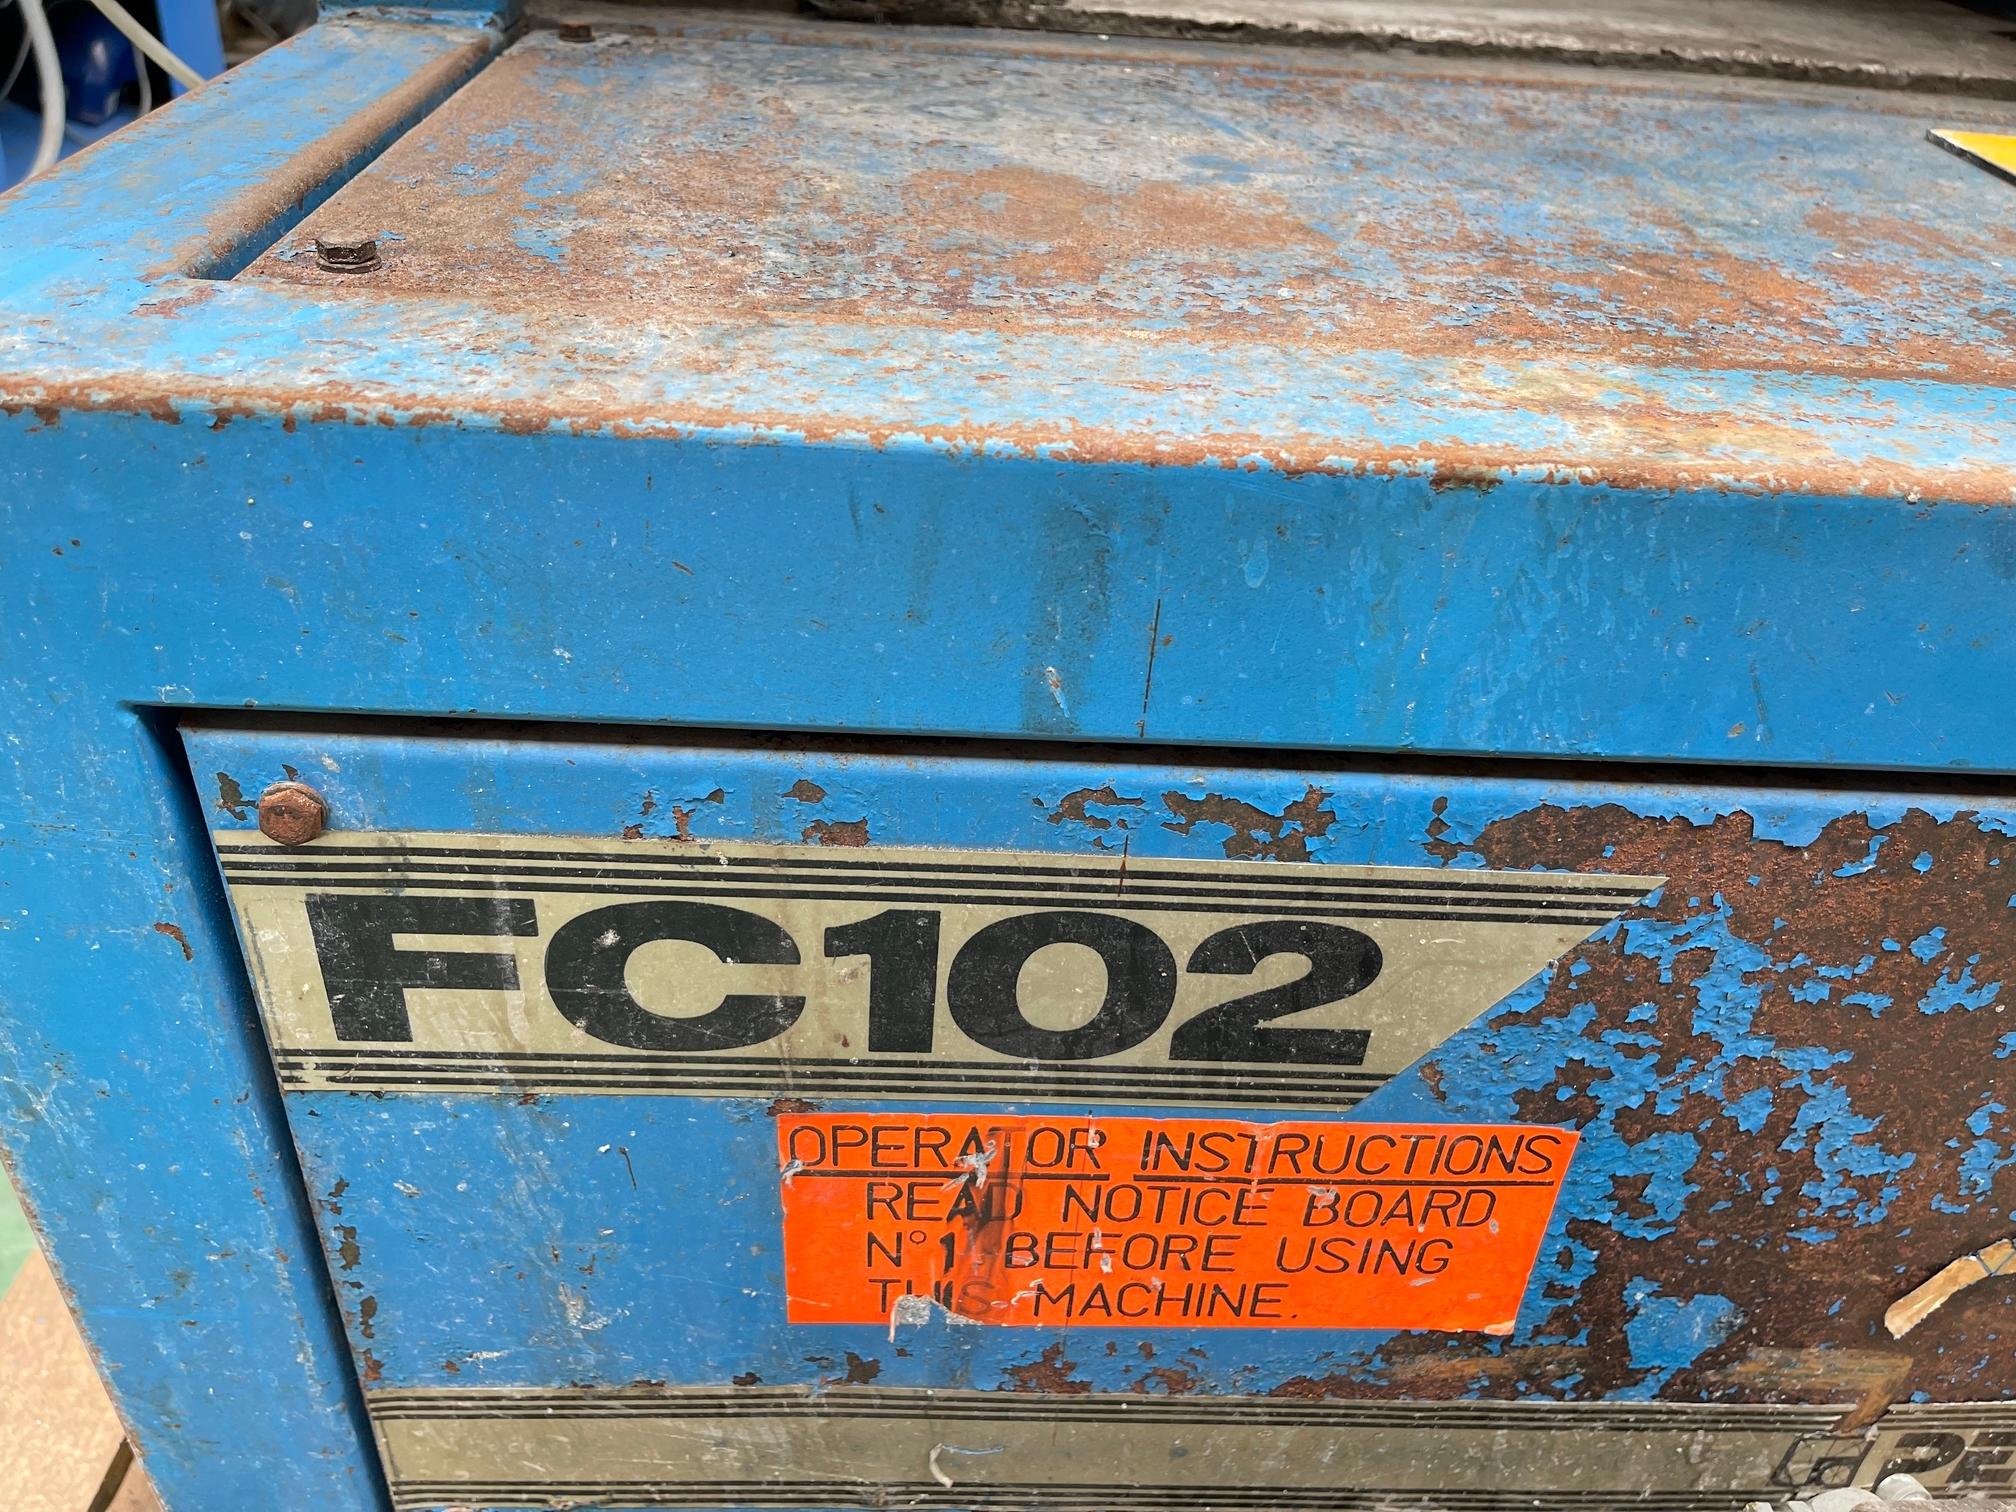 FC102
OPERATOR INSTRUCTIONS
READ NOTICE BOARD
N° 1 BEFORE USING
THIS MACHINE.